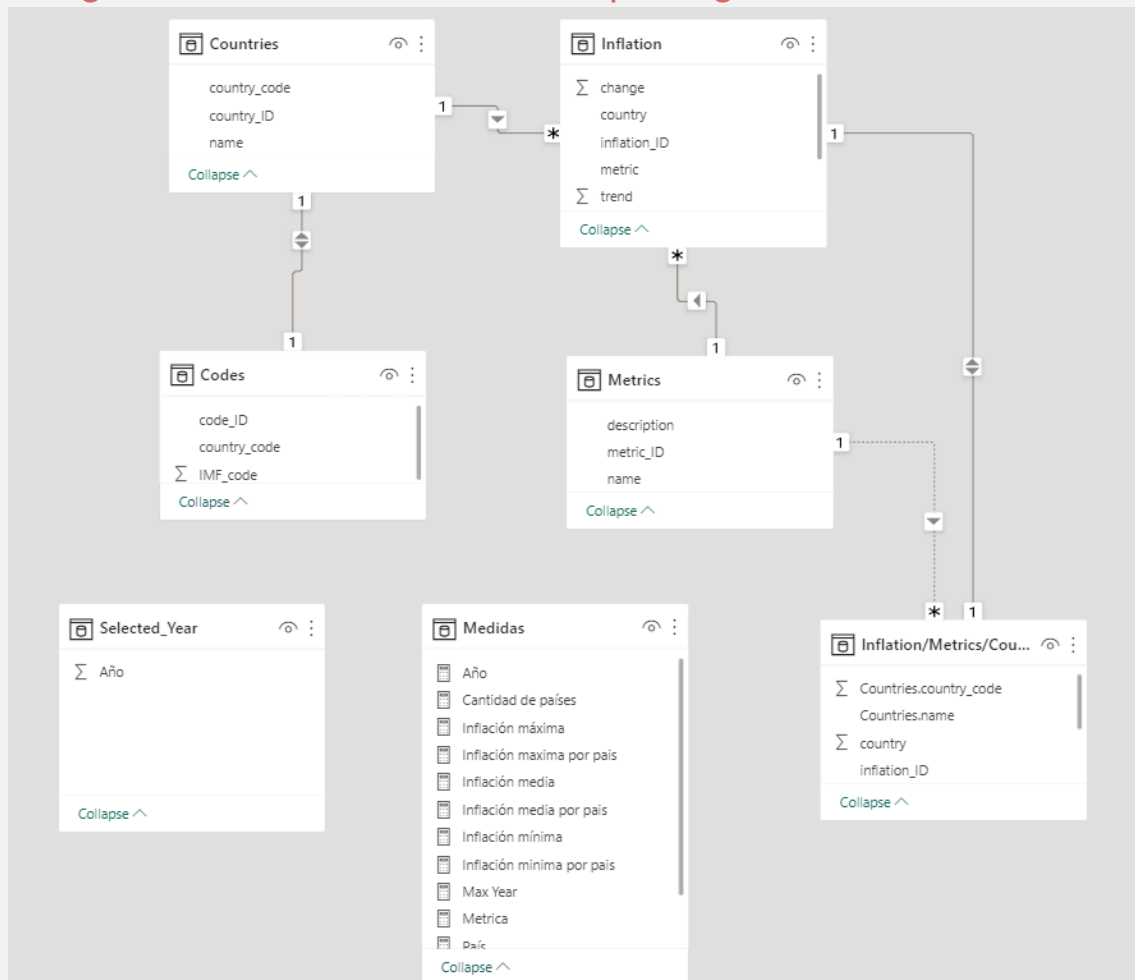 Countries
country_code
country_ID
name
Collapse
Inflation
change
country
inflation_ID
metric
trend
Collapse
1
*
1
1
1
*
1
Codes
code_ID
country_code
IMF_code
Collapse
Metrics
description
metric_ID
name
Collapse
1
*
1
Selected_Year
Año
Collapse
Medidas
Año
Cantidad de países
Inflación máxima
Inflación maxima por pais
Inflación media
Inflación media por pais
Inflación mínima
Inflación minima por pais
Max Year
Metrica
País
Collapse
Inflation/Metrics/Cou...
Countries.country_code
Countries.name
country
inflation_ID
Collapse